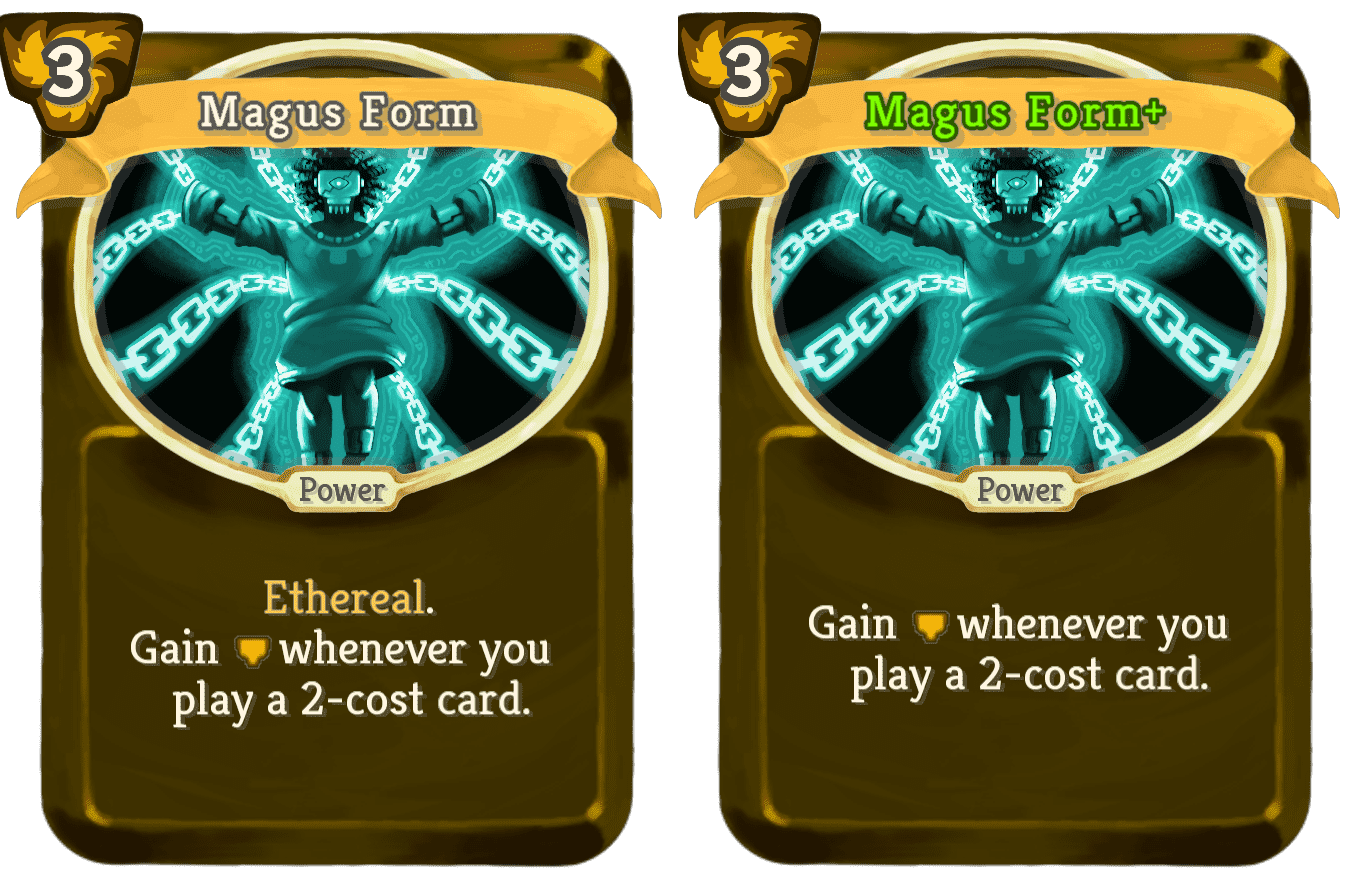 3
Magus Form
Power
Ethereal.
Gain whenever you
play a 2-cost card.
3
Magus Form+
Power
Gain whenever you
play a 2-cost card.